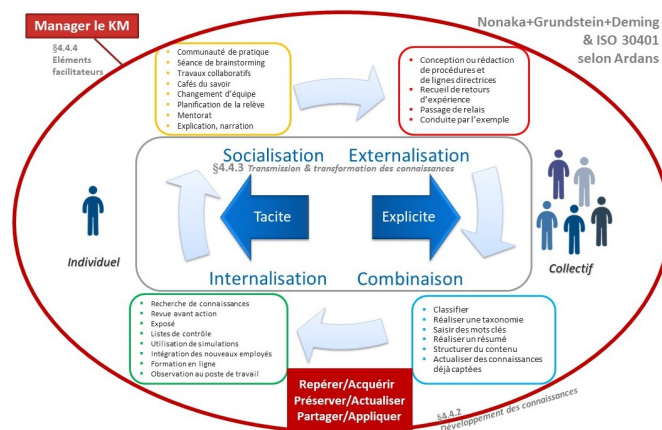 Manager le KM
Nonaka+Grundstein+Deming
& ISO 30401
selon Ardans
§4.4.4
Eléments
facilitateurs
Communauté de pratique
Séance de brainstorming
Travaux collaboratifs
Cafés du savoir
Changement d'équipe
Planification de la relève
Mentorat
Explication, narration
Conception ou rédaction
de procédures et
de lignes directrices
Recueil de retours
d'expérience
Passage de relais
Conduite par l'exemple
Socialisation
Externalisation
§4.4.3 Transmission & transformation des connaissances
Tacite
Explicite
Individuel
Collectif
Internalisation
Combinaison
Recherche de connaissances
Revue avant action
Exposé
Listes de contrôle
Utilisation de simulations
Intégration des nouveaux employés
Formation en ligne
Observation au poste de travail
Classifier
Réaliser une taxonomie
Saisir des mots clés
Réaliser un résumé
Structurer du contenu
Actualiser des connaissances
déjà captées
Repérer/Acquérir
Préserver/Actualiser
Partager/Appliquer
§4.4.2
Développement des connaissances